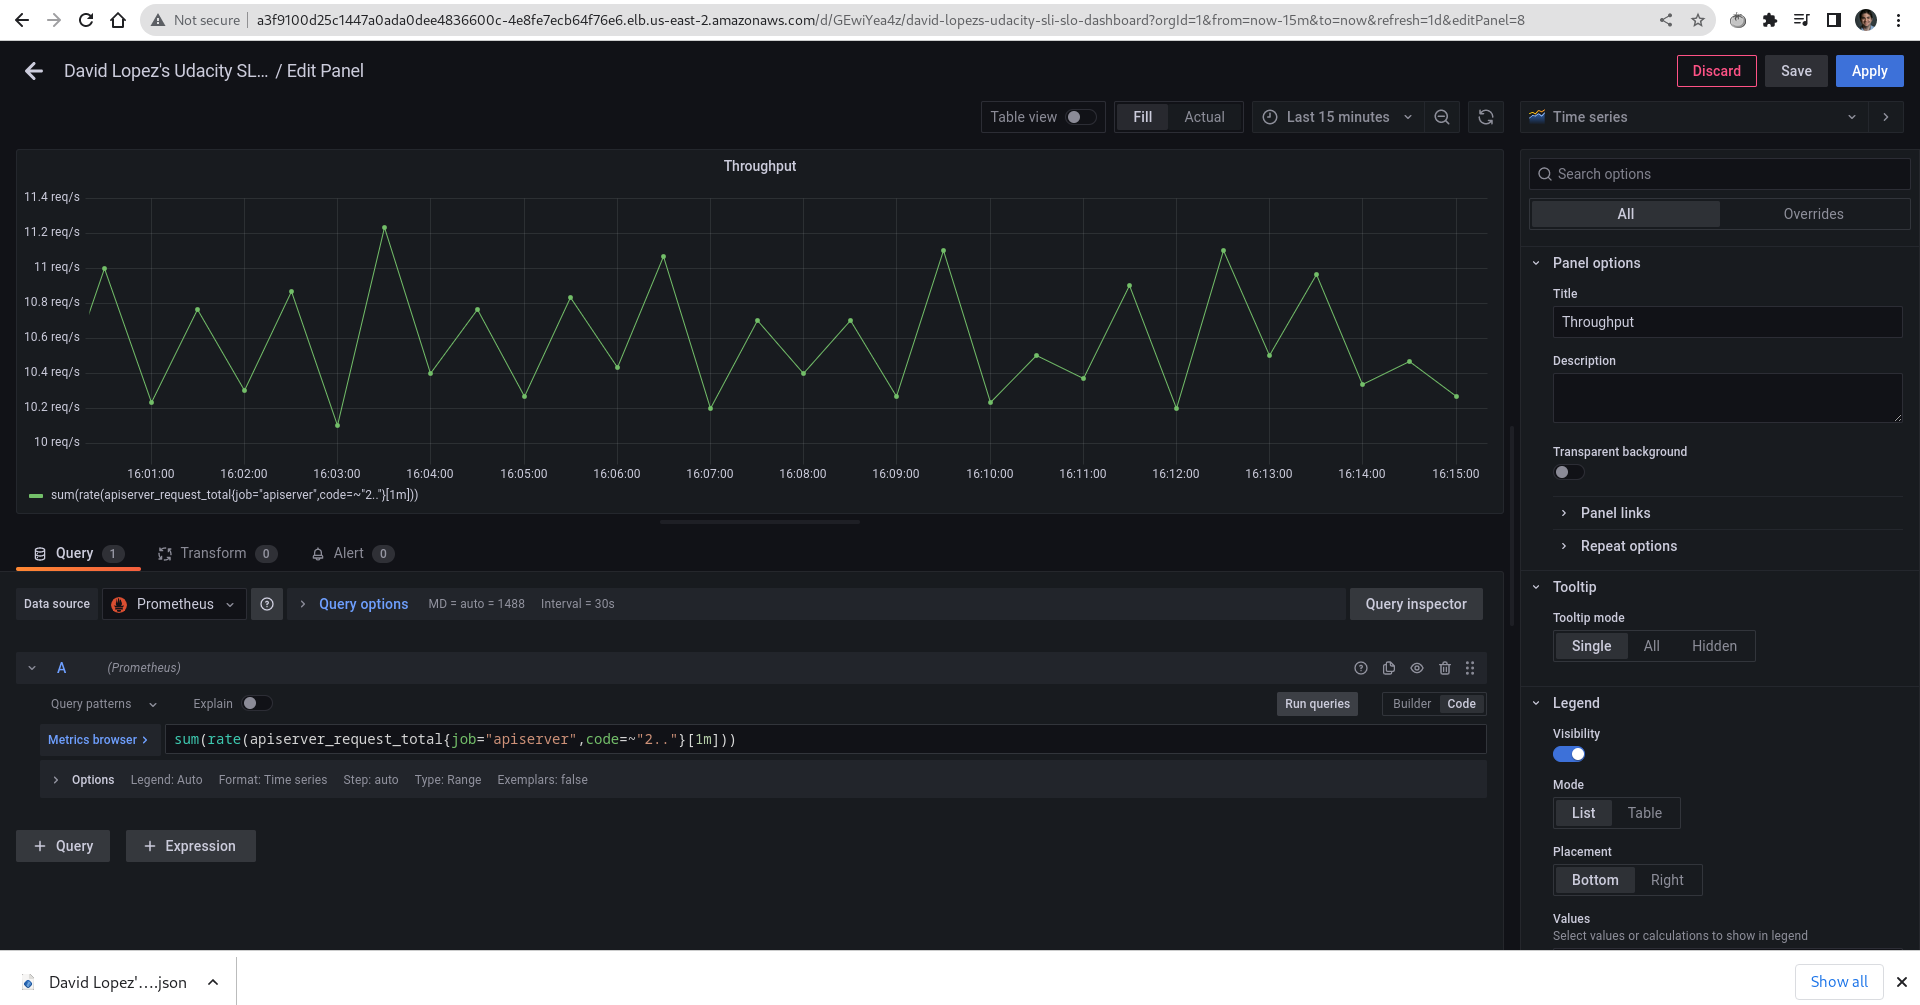 Not secure
a3f9100d25c1447a0ada0dee4836600c-4e8fe7ecb64f76e6.elb.us-east-2.amazonaws.com/d/GEwiYea4z/david-lopezs-udacity-sli-slo-dashboard?orgId=1&from=now-15m&to=now&refresh=1d&editPanel=8
David Lopez's Udacity SL... / Edit Panel
Discard Save Apply
Table view Fill Actual Last 15 minutes Time series
Throughput
11.4 req/s
11.2 req/s
11 req/s
10.8 req/s
10.6 req/s
10.4 req/s
10.2 req/s
10 req/s
16:01:00 16:02:00 16:03:00 16:04:00 16:05:00 16:06:00 16:07:00 16:08:00 16:09:00 16:10:00 16:11:00 16:12:00 16:13:00 16:14:00 16:15:00
sum(rate(apiserver_request_total{job="apiserver",code=~"2.."}[1m]))
Query 1 Transform 0 Alert 0
Data source Prometheus Query options MD = auto = 1488 Interval = 30s Query inspector
A (Prometheus)
Query patterns Explain Run queries Builder Code
Metrics browser > sum(rate(apiserver_request_total{job="apiserver",code=~"2.."}[1m]))
Options Legend: Auto Format: Time series Step: auto Type: Range Exemplars: false
+ Query + Expression
Search options
All Overrides
Panel options
Title
Throughput
Description
Transparent background
Panel links
Repeat options
Tooltip
Tooltip mode
Single All Hidden
Legend
Visibility
Mode
List Table
Placement
Bottom Right
Values
Select values or calculations to show in legend
David Lopez'....json
Show all